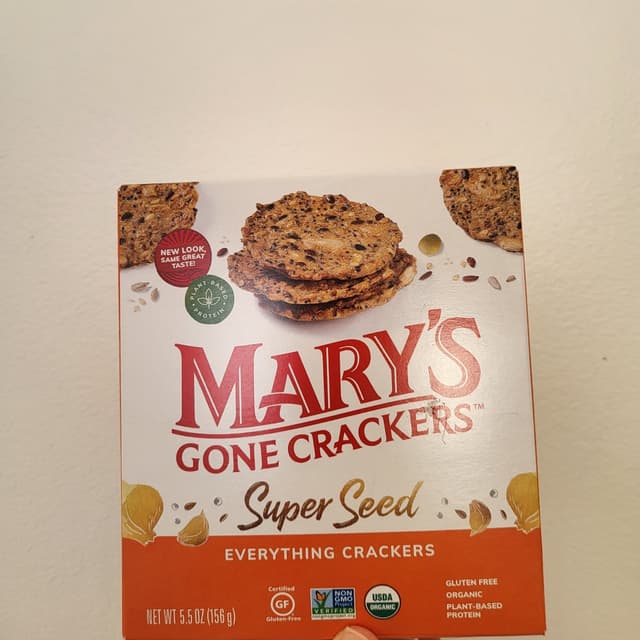 NEW LOOK,
SAME GREAT
TASTE!
PLANT-BASED
PROTEIN
MARY'S
GONE CRACKERS™
Super Seed
EVERYTHING CRACKERS
Certified
GF
Gluten-Free
NON
GMO
Project
VERIFIED
USDA
ORGANIC
GLUTEN FREE
ORGANIC
PLANT-BASED
PROTEIN
NET WT 5.5 OZ (156 g)